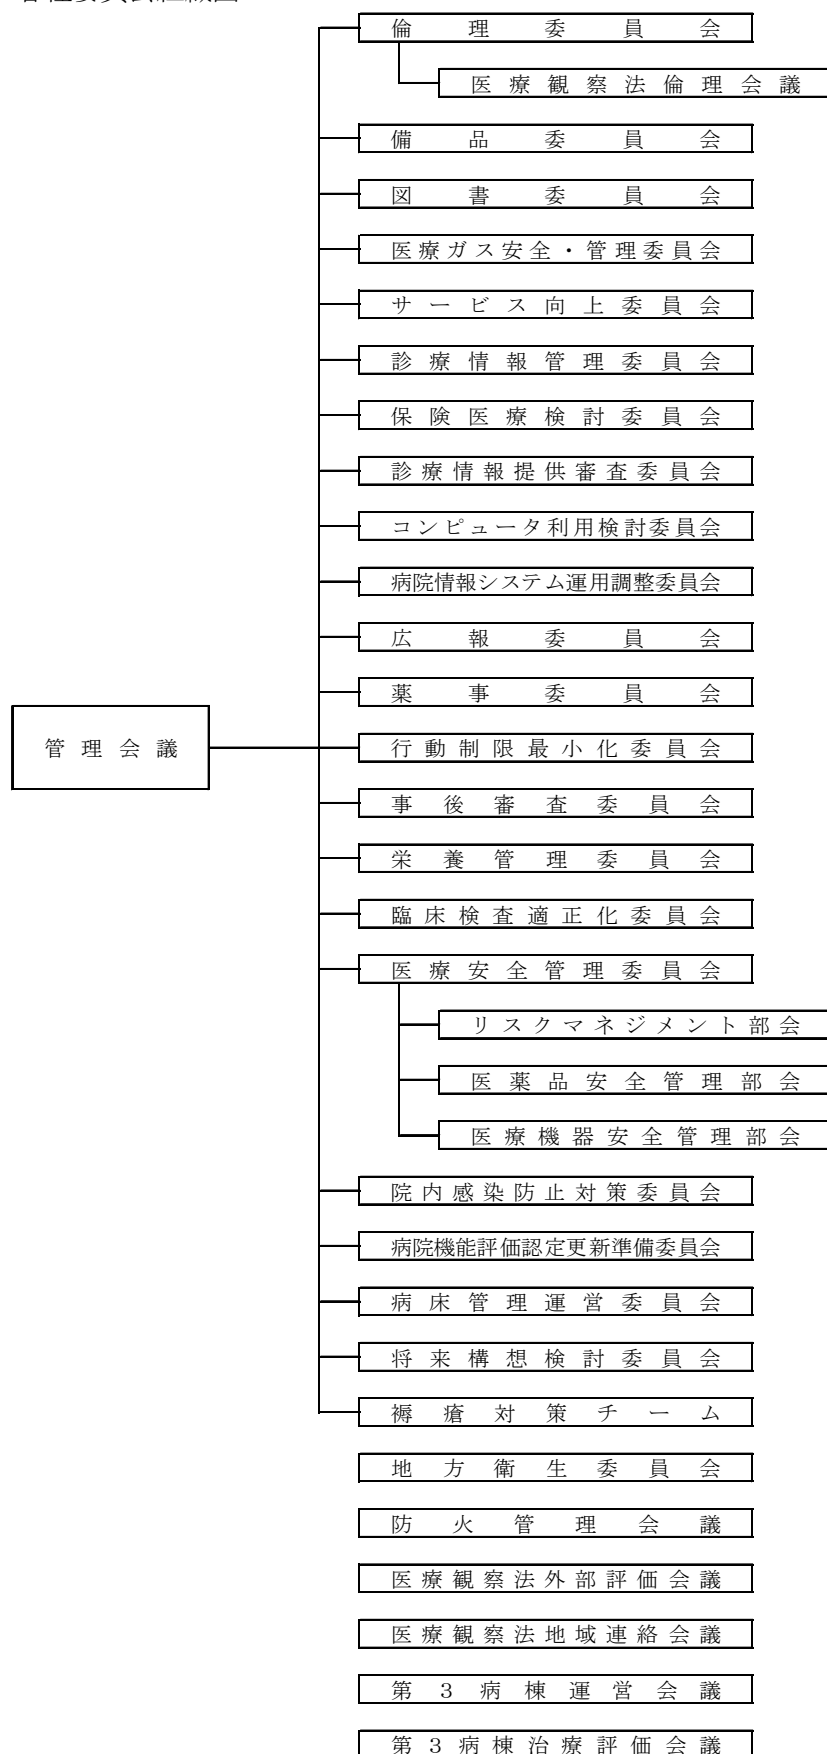 倫理委員会
医療観察法倫理会議
備品委員会
図書委員会
医療ガス安全・管理委員会
サービス向上委員会
診療情報管理委員会
保険医療検討委員会
診療情報提供審査委員会
コンピュータ利用検討委員会
病院情報システム運用調整委員会
広報委員会
薬事委員会
管理会議
行動制限最小化委員会
事後審査委員会
栄養管理委員会
臨床検査適正化委員会
医療安全管理委員会
リスクマネジメント部会
医薬品安全管理部会
医療機器安全管理部会
院内感染防止対策委員会
病院機能評価認定更新準備委員会
病床管理運営委員会
将来構想検討委員会
褥瘡対策チーム
地方衛生委員会
防火管理会議
医療観察法外部評価会議
医療観察法地域連絡会議
第3病棟運営会議
第3病棟治療評価会議